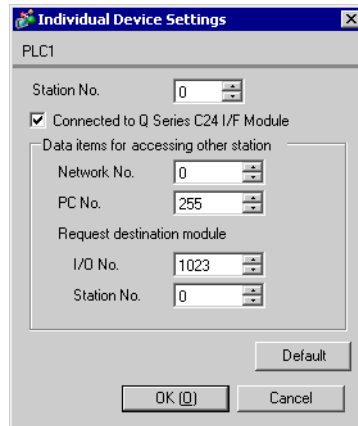 Individual Device Settings
PLC1
Station No. 0
Connected to Q Series C24 I/F Module
Data items for accessing other station
Network No. 0
PC No. 255
Request destination module
I/O No. 1023
Station No. 0
Default
OK (O) Cancel